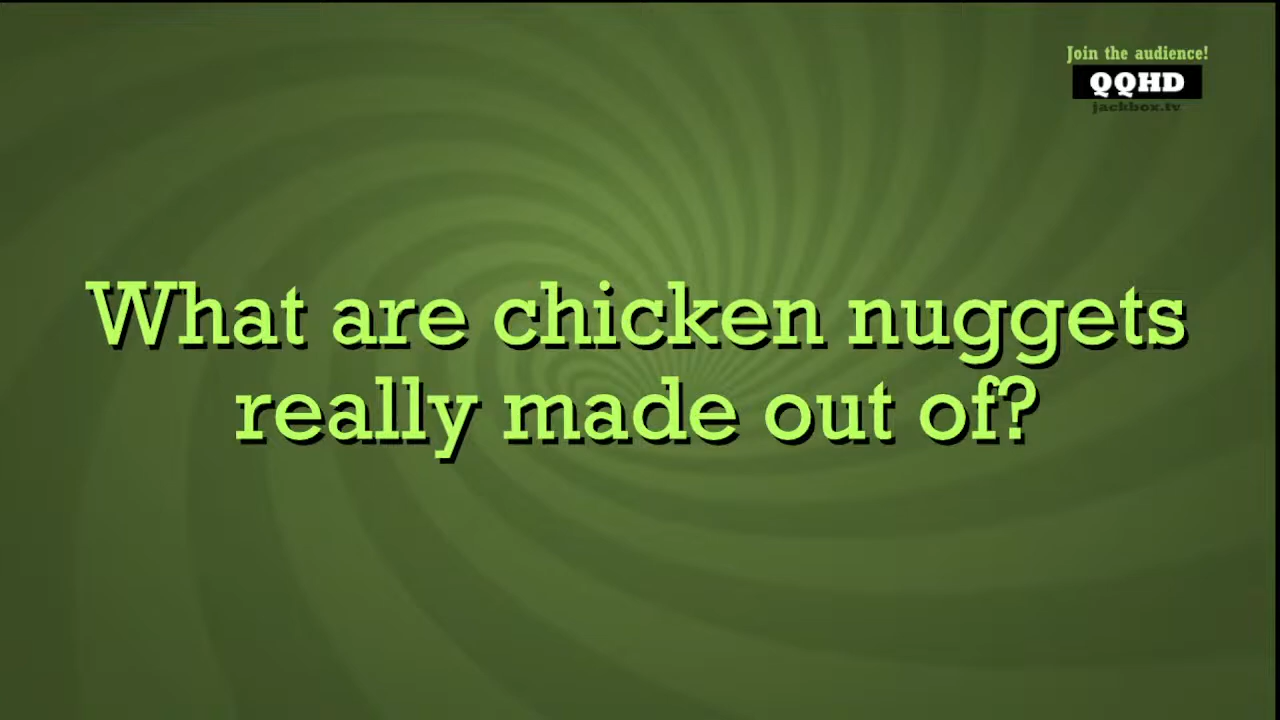 Join the audience!
QQHD
jackbox.tv
What are chicken nuggets
really made out of?